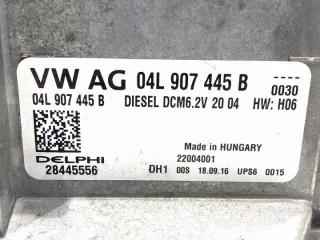 VW AG 04L 907 445 B
0030
04L 907 445 B DIESEL DCM6.2V 20 04 HW: H06
Made in HUNGARY
DELPHI 22004001
28445556 DH1 00S 18.09.16 UPS6 0015